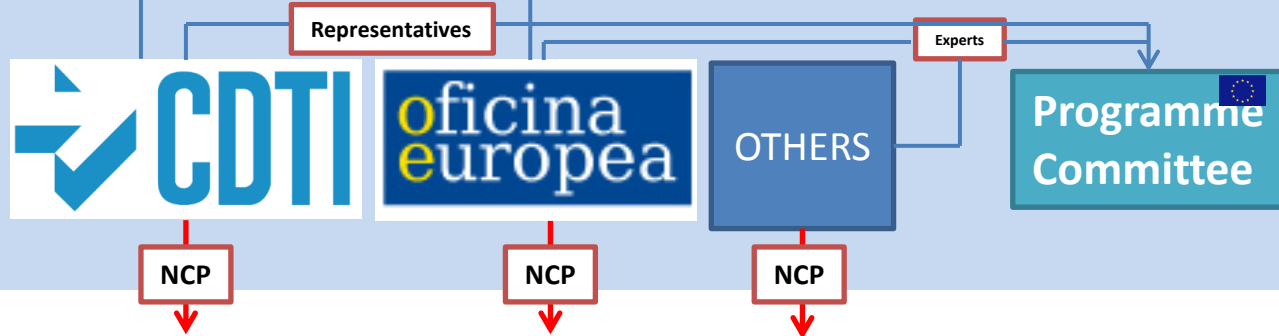 Representatives
Experts
CDTI
oficina
europea
OTHERS
Programme
Committee
NCP
NCP
NCP